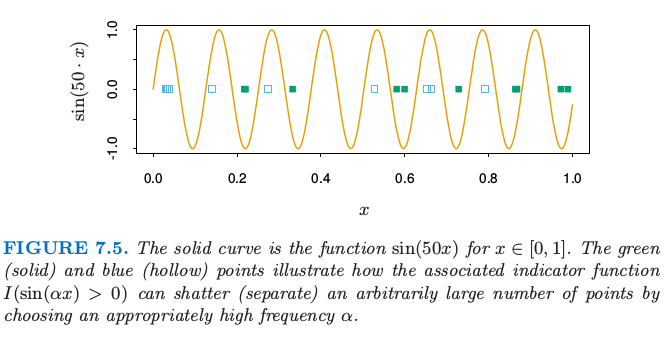 1.0
0.0
-1.0
sin(50 · x)
0.0 0.2 0.4 0.6 0.8 1.0
x
FIGURE 7.5. The solid curve is the function sin(50x) for x ∈ [0, 1]. The green
(solid) and blue (hollow) points illustrate how the associated indicator function
I(sin(αx) > 0) can shatter (separate) an arbitrarily large number of points by
choosing an appropriately high frequency α.